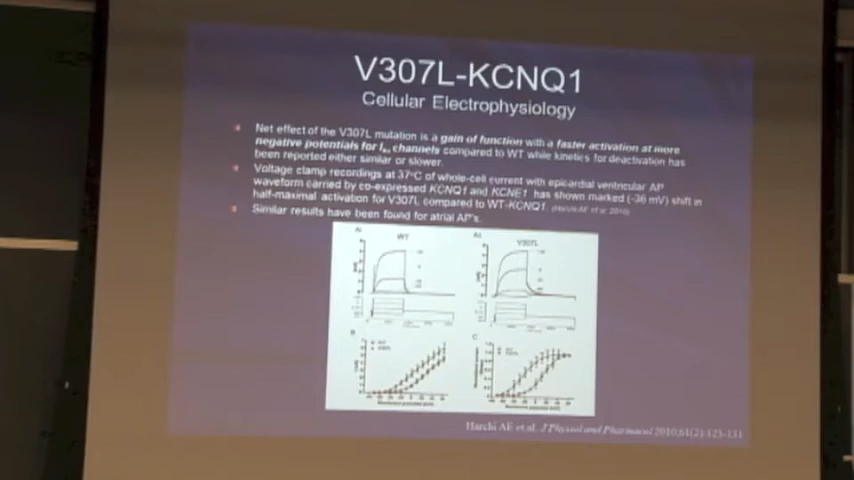 V307L-KCNQ1
Cellular Electrophysiology
Net effect of the V307L mutation is a gain of function with a faster activation at more
negative potentials for channels compared to WT while kinetics for deactivation has
been reported either similar or slower.
Voltage clamp recordings at 37°C of whole-cell current with epicardial ventricular AP
waveform carried by co-expressed KCNQ1 and KCNE1 has shown marked (-36 mV) shift in
half-maximal activation for V307L compared to WT-KCNQ1. (Harchi AE et al. 2010)
Similar results have been found for atrial AP's.
WT
V307L
B
C
Harchi AE et al. J Physiol and Pharmacol 2010;61(2):123-131